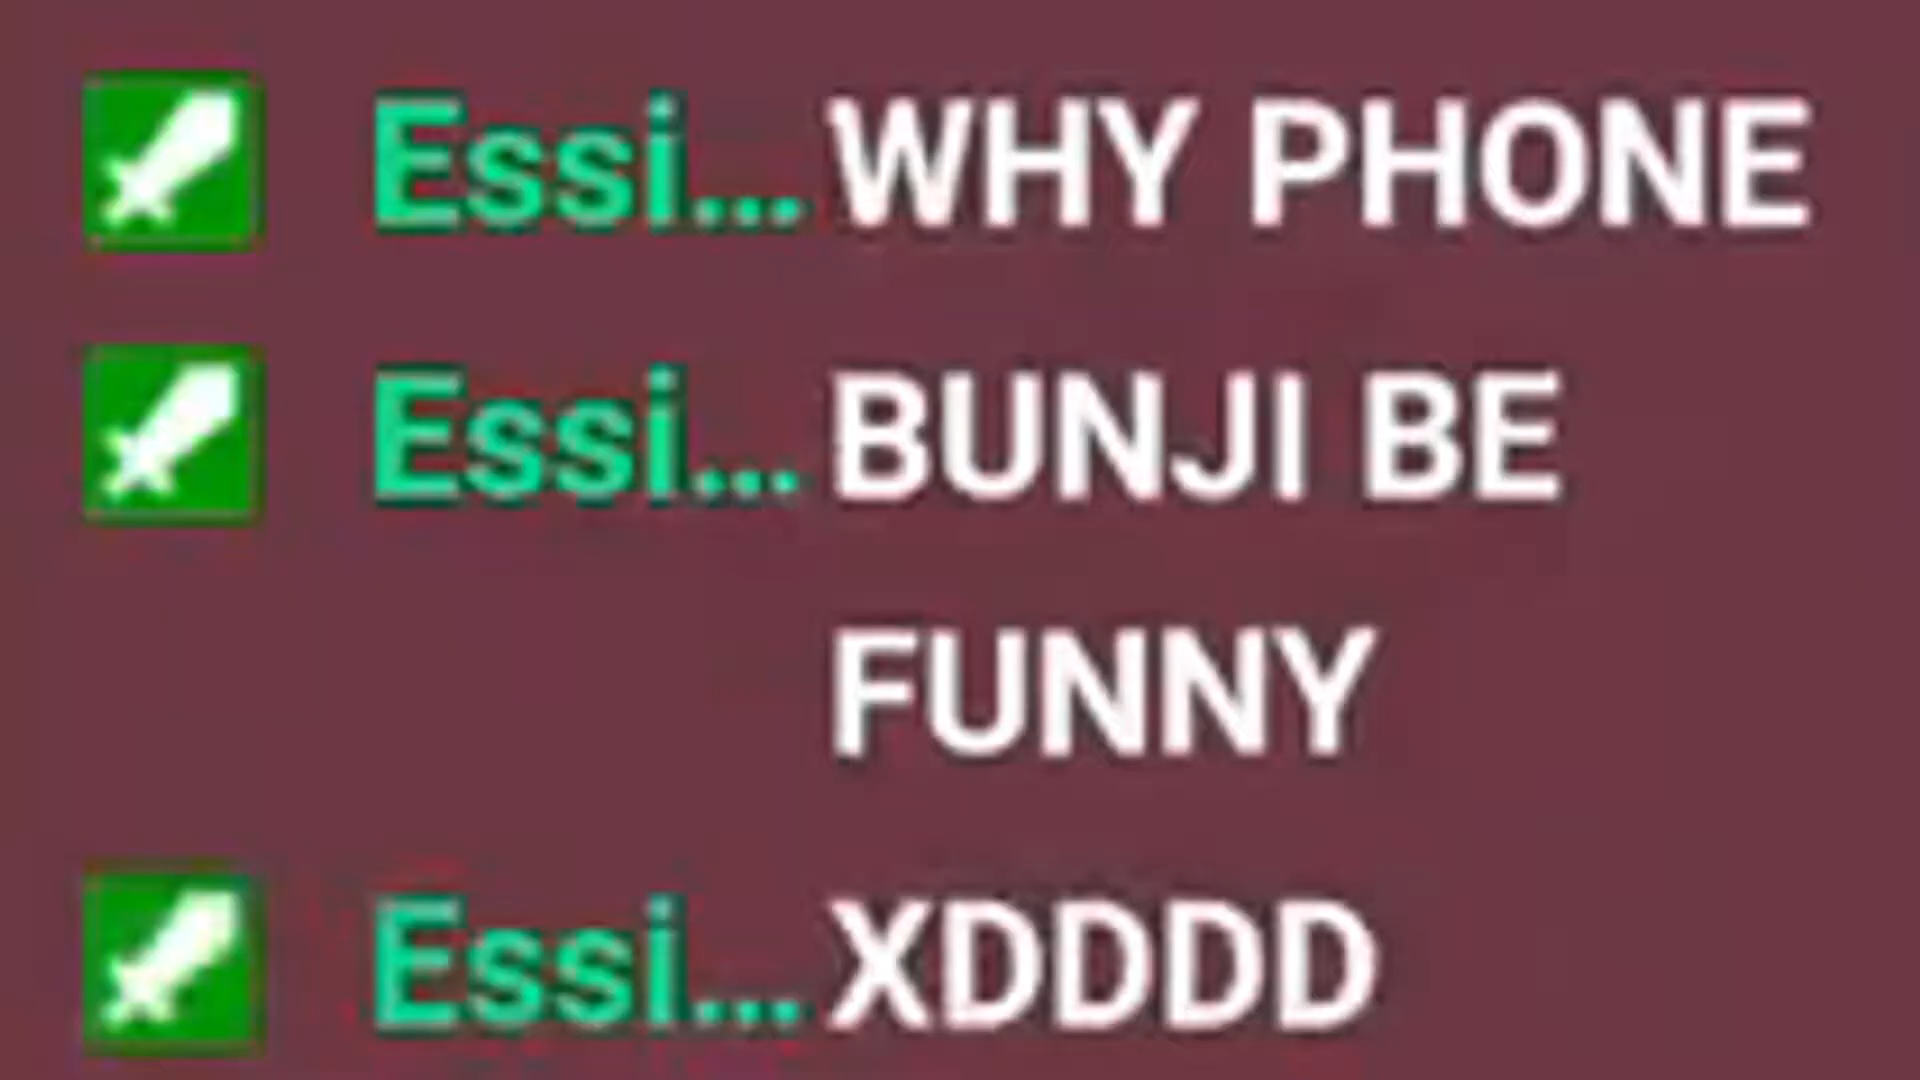 Essi... WHY PHONE
Essi... BUNJI BE
FUNNY
Essi... XDDDD